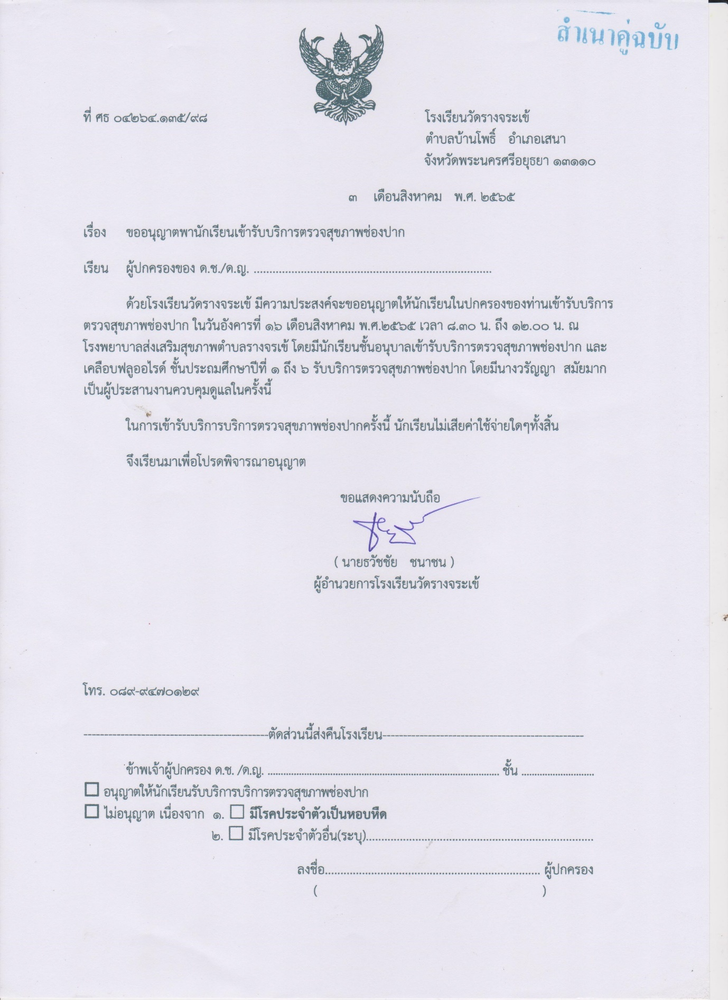 สำเนาคู่ฉบับ
ที่ ศธ ๐๔๒๖๔.๑๓๕/๙๘
โรงเรียนวัดรางจระเข้
ตำบลบ้านโพธิ์ อำเภอเสนา
จังหวัดพระนครศรีอยุธยา ๑๓๑๑๐
๓ เดือนสิงหาคม พ.ศ. ๒๕๖๕
เรื่อง ขออนุญาตพานักเรียนเข้ารับบริการตรวจสุขภาพช่องปาก
เรียน ผู้ปกครองของ ด.ช./ด.ญ. ............................................................................
ด้วยโรงเรียนวัดรางจระเข้ มีความประสงค์จะขออนุญาตให้นักเรียนในปกครองของท่านเข้ารับบริการ
ตรวจสุขภาพช่องปาก ในวันอังคารที่ ๑๖ เดือนสิงหาคม พ.ศ.๒๕๖๕ เวลา ๘.๓๐ น. ถึง ๑๒.๐๐ น. ณ
โรงพยาบาลส่งเสริมสุขภาพตำบลรางจรเข้ โดยมีนักเรียนชั้นอนุบาลเข้ารับบริการตรวจสุขภาพช่องปาก และ
เคลือบฟลูออไรด์ ชั้นประถมศึกษาปีที่ ๑ ถึง ๖ รับบริการตรวจสุขภาพช่องปาก โดยมีนางวรัญญา สมัยมาก
เป็นผู้ประสานงานควบคุมดูแลในครั้งนี้
ในการเข้ารับบริการบริการตรวจสุขภาพช่องปากครั้งนี้ นักเรียนไม่เสียค่าใช้จ่ายใดๆทั้งสิ้น
จึงเรียนมาเพื่อโปรดพิจารณาอนุญาต
ขอแสดงความนับถือ
( นายธวัชชัย ชนาชน )
ผู้อำนวยการโรงเรียนวัดรางจระเข้
โทร. ๐๘๙-๙๔๗๐๑๒๙
---------------------------------------------ตัดส่วนนี้ส่งคืนโรงเรียน-------------------------------------------------
ข้าพเจ้าผู้ปกครอง ด.ช. /ด.ญ. .......................................................................................... ชั้น ............................
☐ อนุญาตให้นักเรียนรับบริการบริการตรวจสุขภาพช่องปาก
☐ ไม่อนุญาต เนื่องจาก ๑. ☐ มีโรคประจำตัวเป็นหอบหืด
๒. ☐ มีโรคประจำตัวอื่น(ระบุ)..........................................................................
ลงชื่อ...................................................................... ผู้ปกครอง
( )